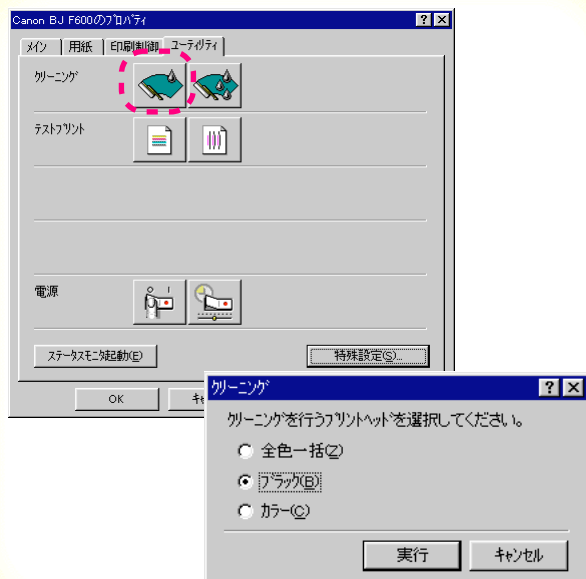 Canon BJ F600のプロパティ
メイン 用紙 印刷制御 ユーティリティ
クリーニング
テストプリント
電源
ステータスモニタ起動(E)
特殊設定(S)...
OK
キャ
クリーニング
クリーニングを行うプリントヘッドを選択してください。
全色一括(Z)
ブラック(B)
カラー(C)
実行
キャンセル